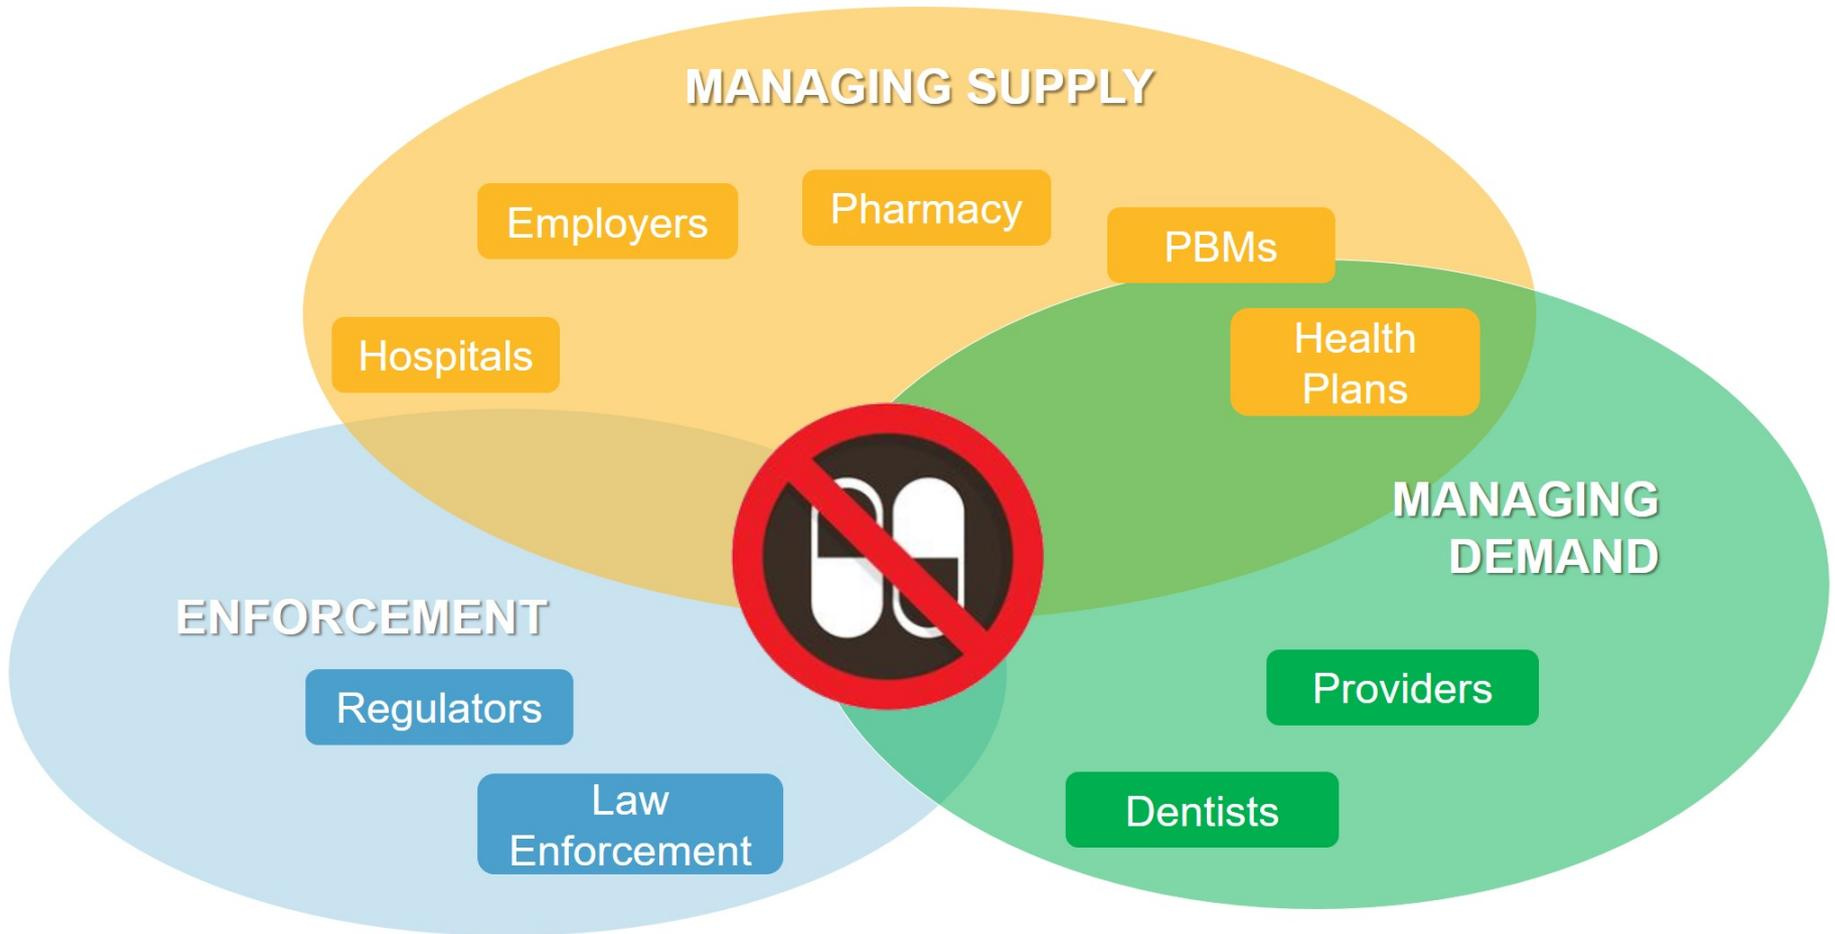 MANAGING SUPPLY
Employers
Pharmacy
PBMs
Hospitals
Health
Plans
MANAGING
DEMAND
ENFORCEMENT
Regulators
Law
Enforcement
Providers
Dentists